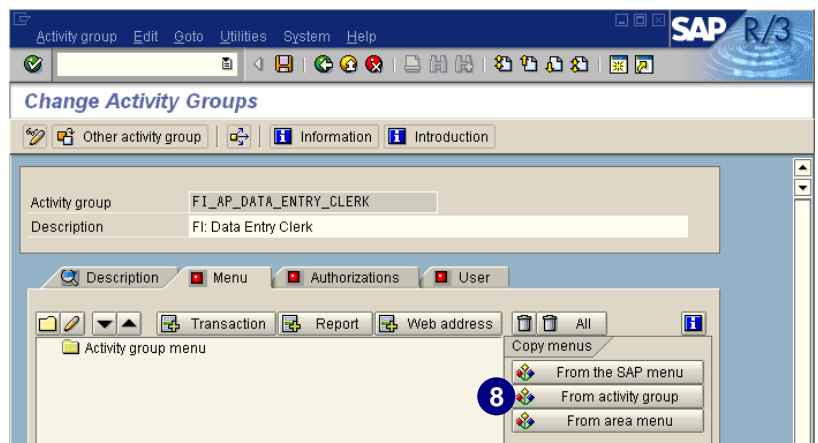 Activity group Edit Goto Utilities System Help
SAP R/3
Change Activity Groups
Other activity group Information Introduction
Activity group FI_AP_DATA_ENTRY_CLERK
Description FI: Data Entry Clerk
Description Menu Authorizations User
Transaction Report Web address All
Activity group menu
Copy menus
From the SAP menu
8 From activity group
From area menu